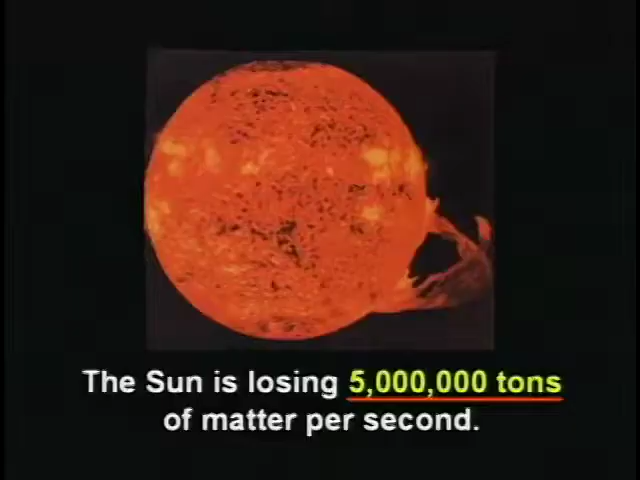 The Sun is losing 5,000,000 tons
of matter per second.